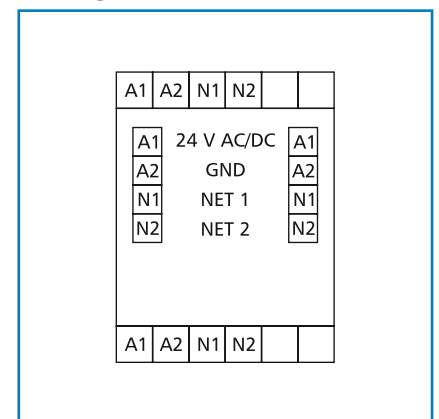 A1 A2 N1 N2
A1 24 V AC/DC A1
A2 GND A2
N1 NET 1 N1
N2 NET 2 N2
A1 A2 N1 N2